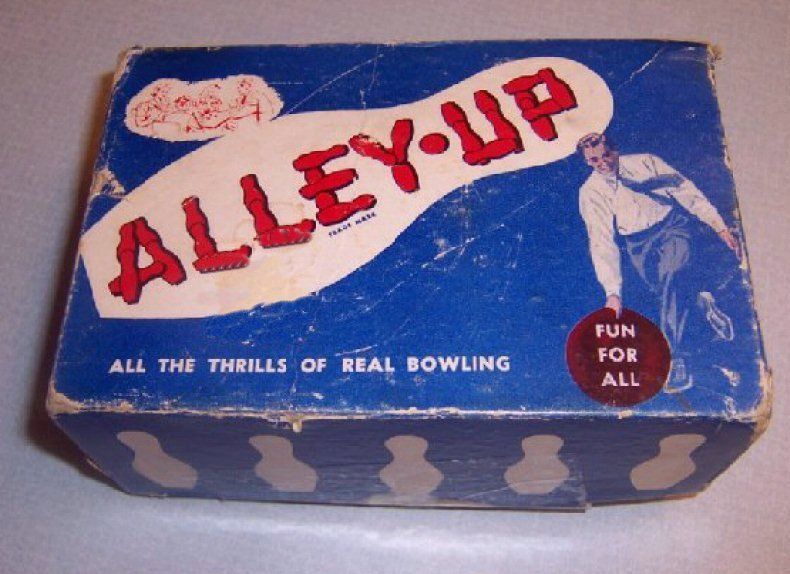 ALLEY·UP
TRADE MARK
ALL THE THRILLS OF REAL BOWLING
FUN
FOR
ALL